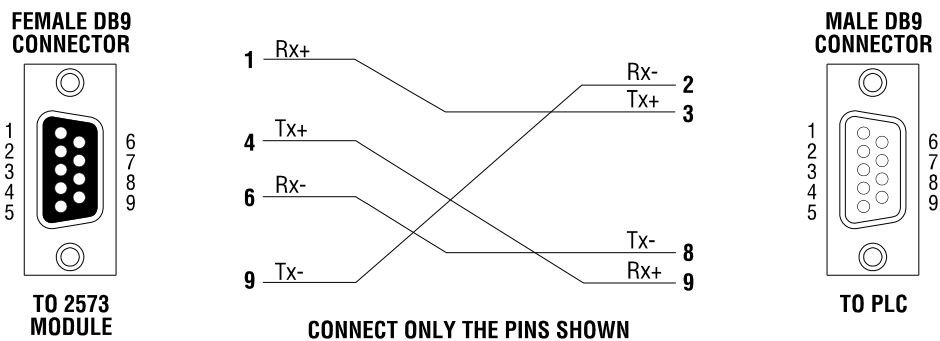 FEMALE DB9
CONNECTOR
1
2
3
4
5
6
7
8
9
TO 2573
MODULE
1 Rx+
4 Tx+
6 Rx-
9 Tx-
Rx- 2
Tx+ 3
Tx- 8
Rx+ 9
CONNECT ONLY THE PINS SHOWN
MALE DB9
CONNECTOR
1
2
3
4
5
6
7
8
9
TO PLC